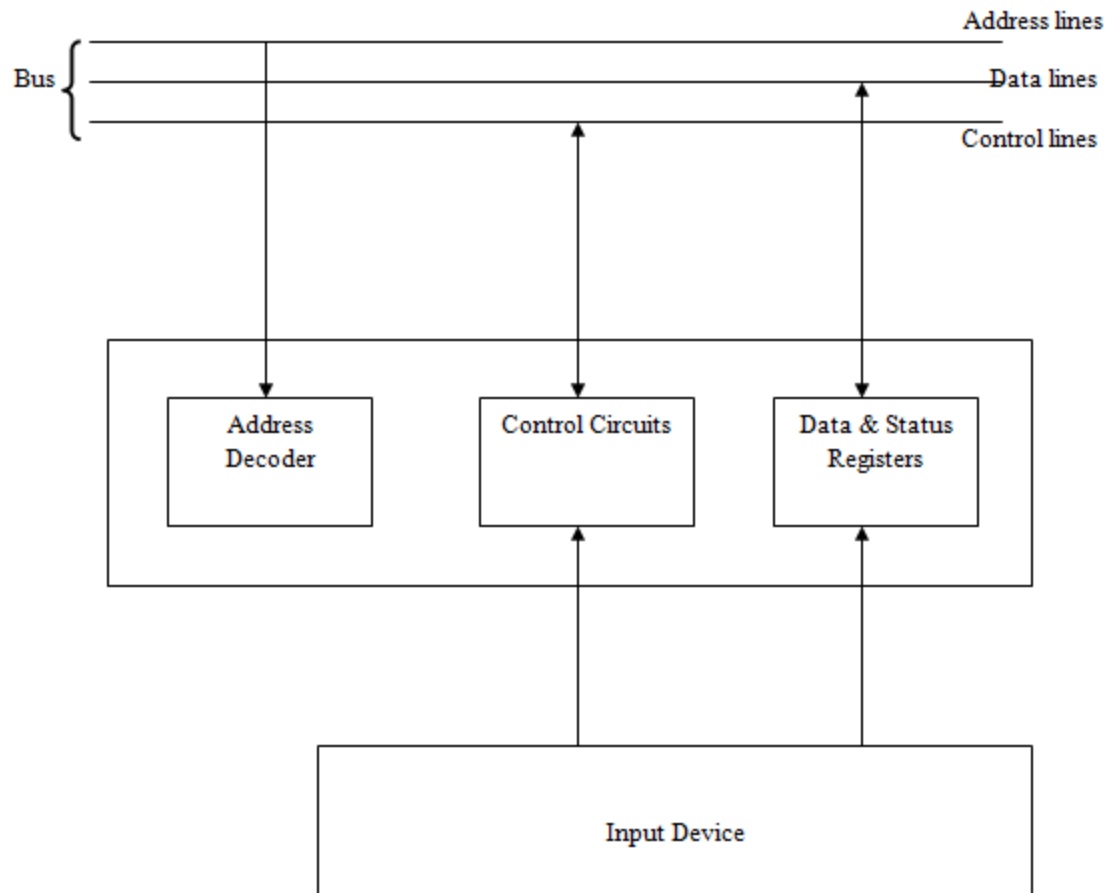 Address lines
Bus
Data lines
Control lines
Address
Decoder
Control Circuits
Data & Status
Registers
Input Device